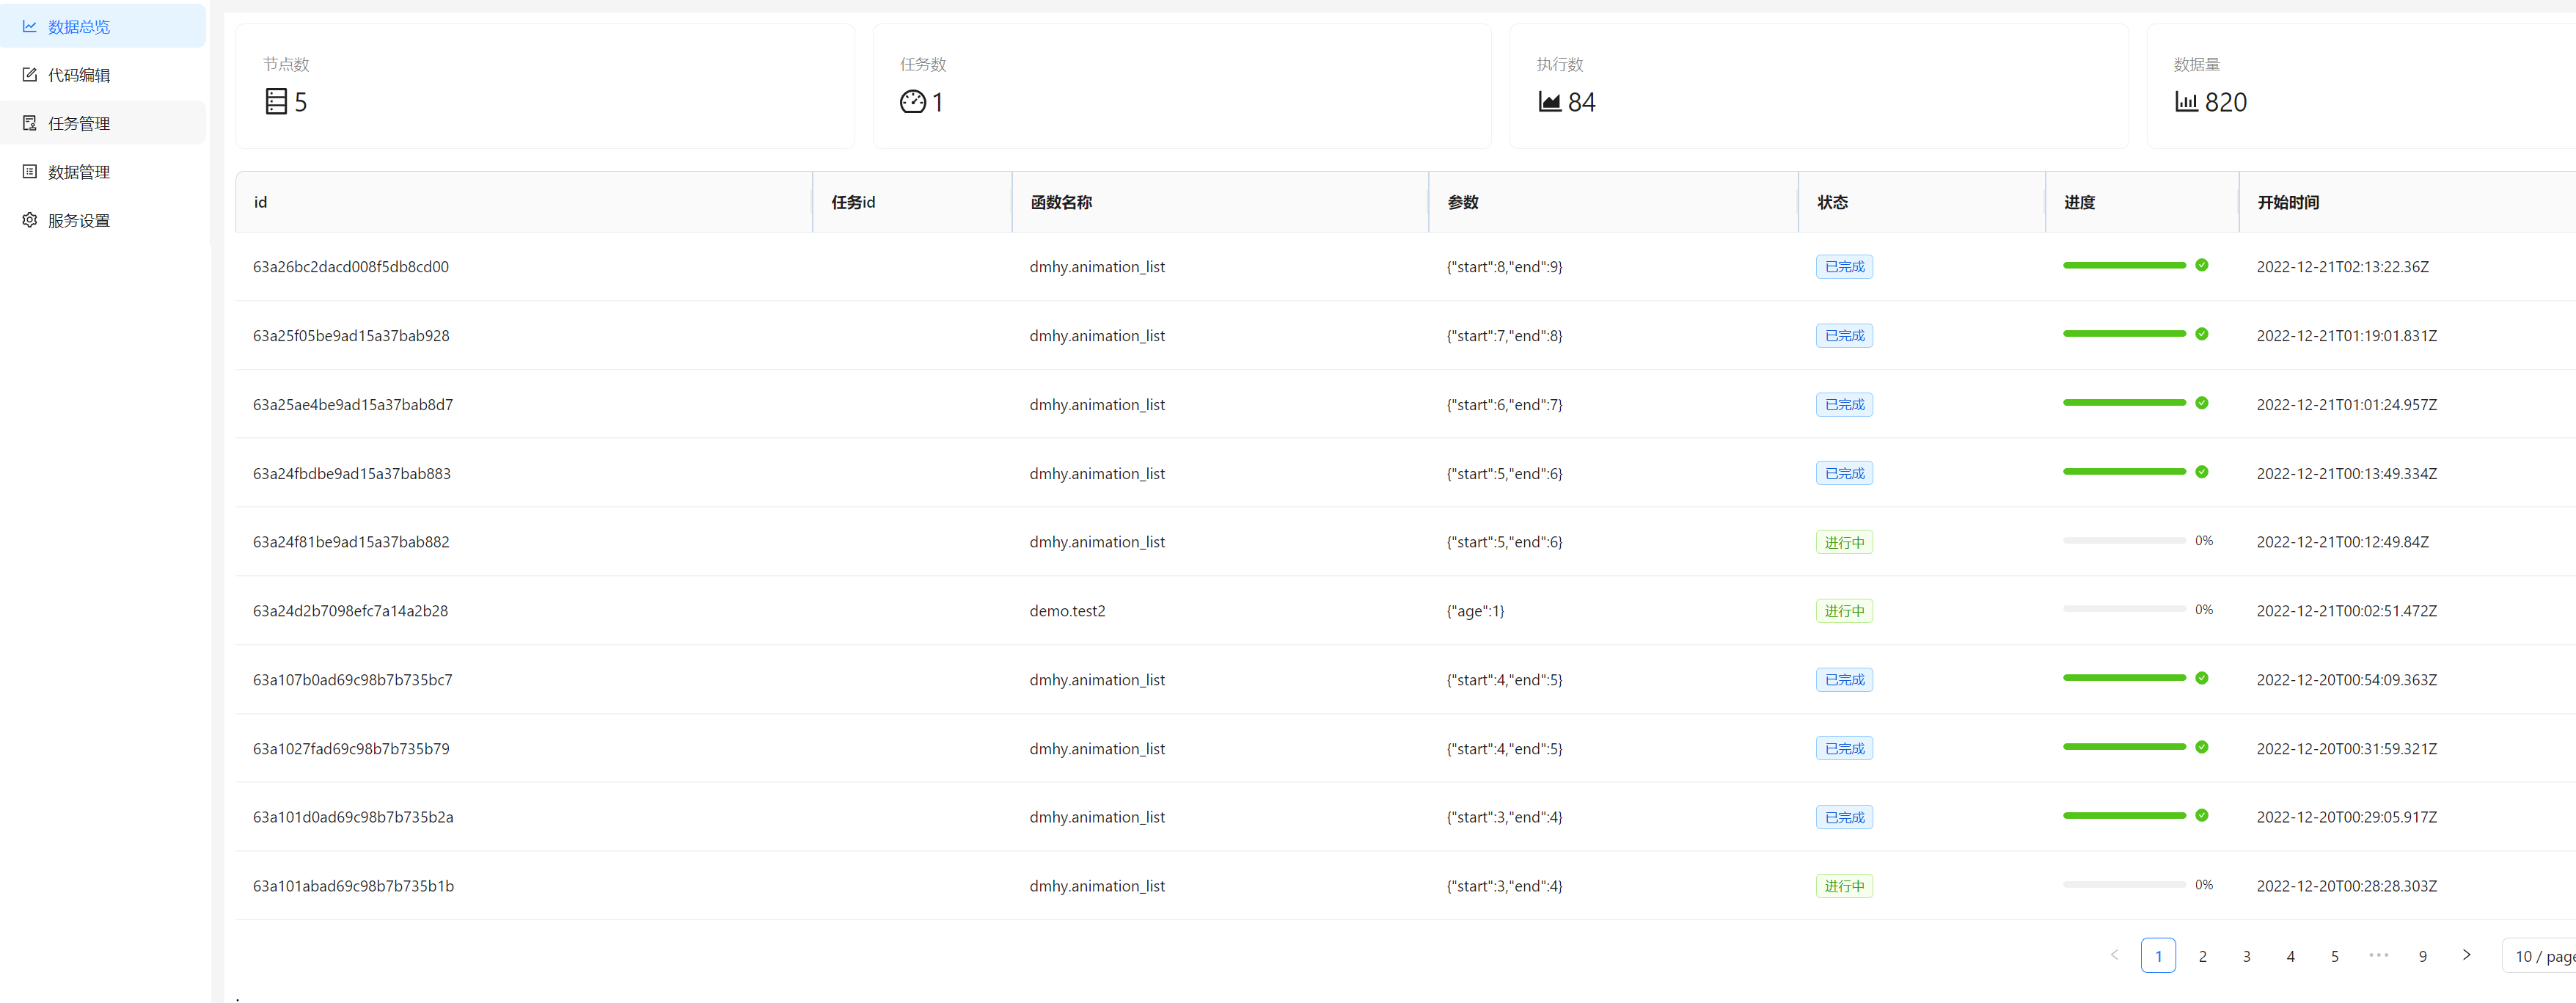 数据总览
代码编辑
任务管理
数据管理
服务设置
节点数
5
任务数
1
执行数
84
数据量
820
id 任务id 函数名称 参数 状态 进度 开始时间
63a26bc2dacd008f5db8cd00 dmhy.animation_list {"start":8,"end":9} 已完成 2022-12-21T02:13:22.36Z
63a25f05be9ad15a37bab928 dmhy.animation_list {"start":7,"end":8} 已完成 2022-12-21T01:19:01.831Z
63a25ae4be9ad15a37bab8d7 dmhy.animation_list {"start":6,"end":7} 已完成 2022-12-21T01:01:24.957Z
63a24fbdbe9ad15a37bab883 dmhy.animation_list {"start":5,"end":6} 已完成 2022-12-21T00:13:49.334Z
63a24f81be9ad15a37bab882 dmhy.animation_list {"start":5,"end":6} 进行中 0% 2022-12-21T00:12:49.84Z
63a24d2b7098efc7a14a2b28 demo.test2 {"age":1} 进行中 0% 2022-12-21T00:02:51.472Z
63a107b0ad69c98b7b735bc7 dmhy.animation_list {"start":4,"end":5} 已完成 2022-12-20T00:54:09.363Z
63a1027fad69c98b7b735b79 dmhy.animation_list {"start":4,"end":5} 已完成 2022-12-20T00:31:59.321Z
63a101d0ad69c98b7b735b2a dmhy.animation_list {"start":3,"end":4} 已完成 2022-12-20T00:29:05.917Z
63a101abad69c98b7b735b1b dmhy.animation_list {"start":3,"end":4} 进行中 0% 2022-12-20T00:28:28.303Z
< 1 2 3 4 5 ••• 9 > 10 / page